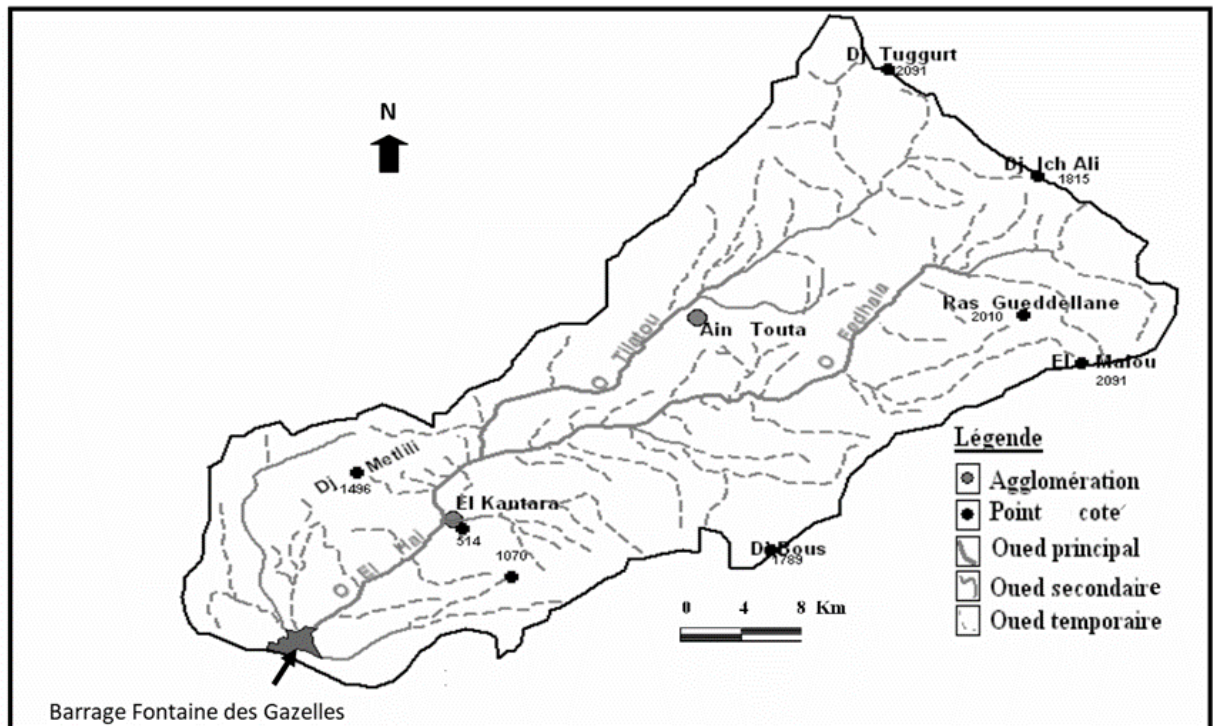 Dj Tuggurt
2091
N
Dj Ich Ali
1815
Ras Gueddellane
2010
O Tilatou
Ain Touta
O Fedhala
El Malou
2091
Légende
Agglomération
Point coté
Oued principal
Oued secondaire
Oued temporaire
Dj Metlili
1496
El Kantara
514
1070
O El Hai
Dj Bous
1789
0 4 8 Km
Barrage Fontaine des Gazelles